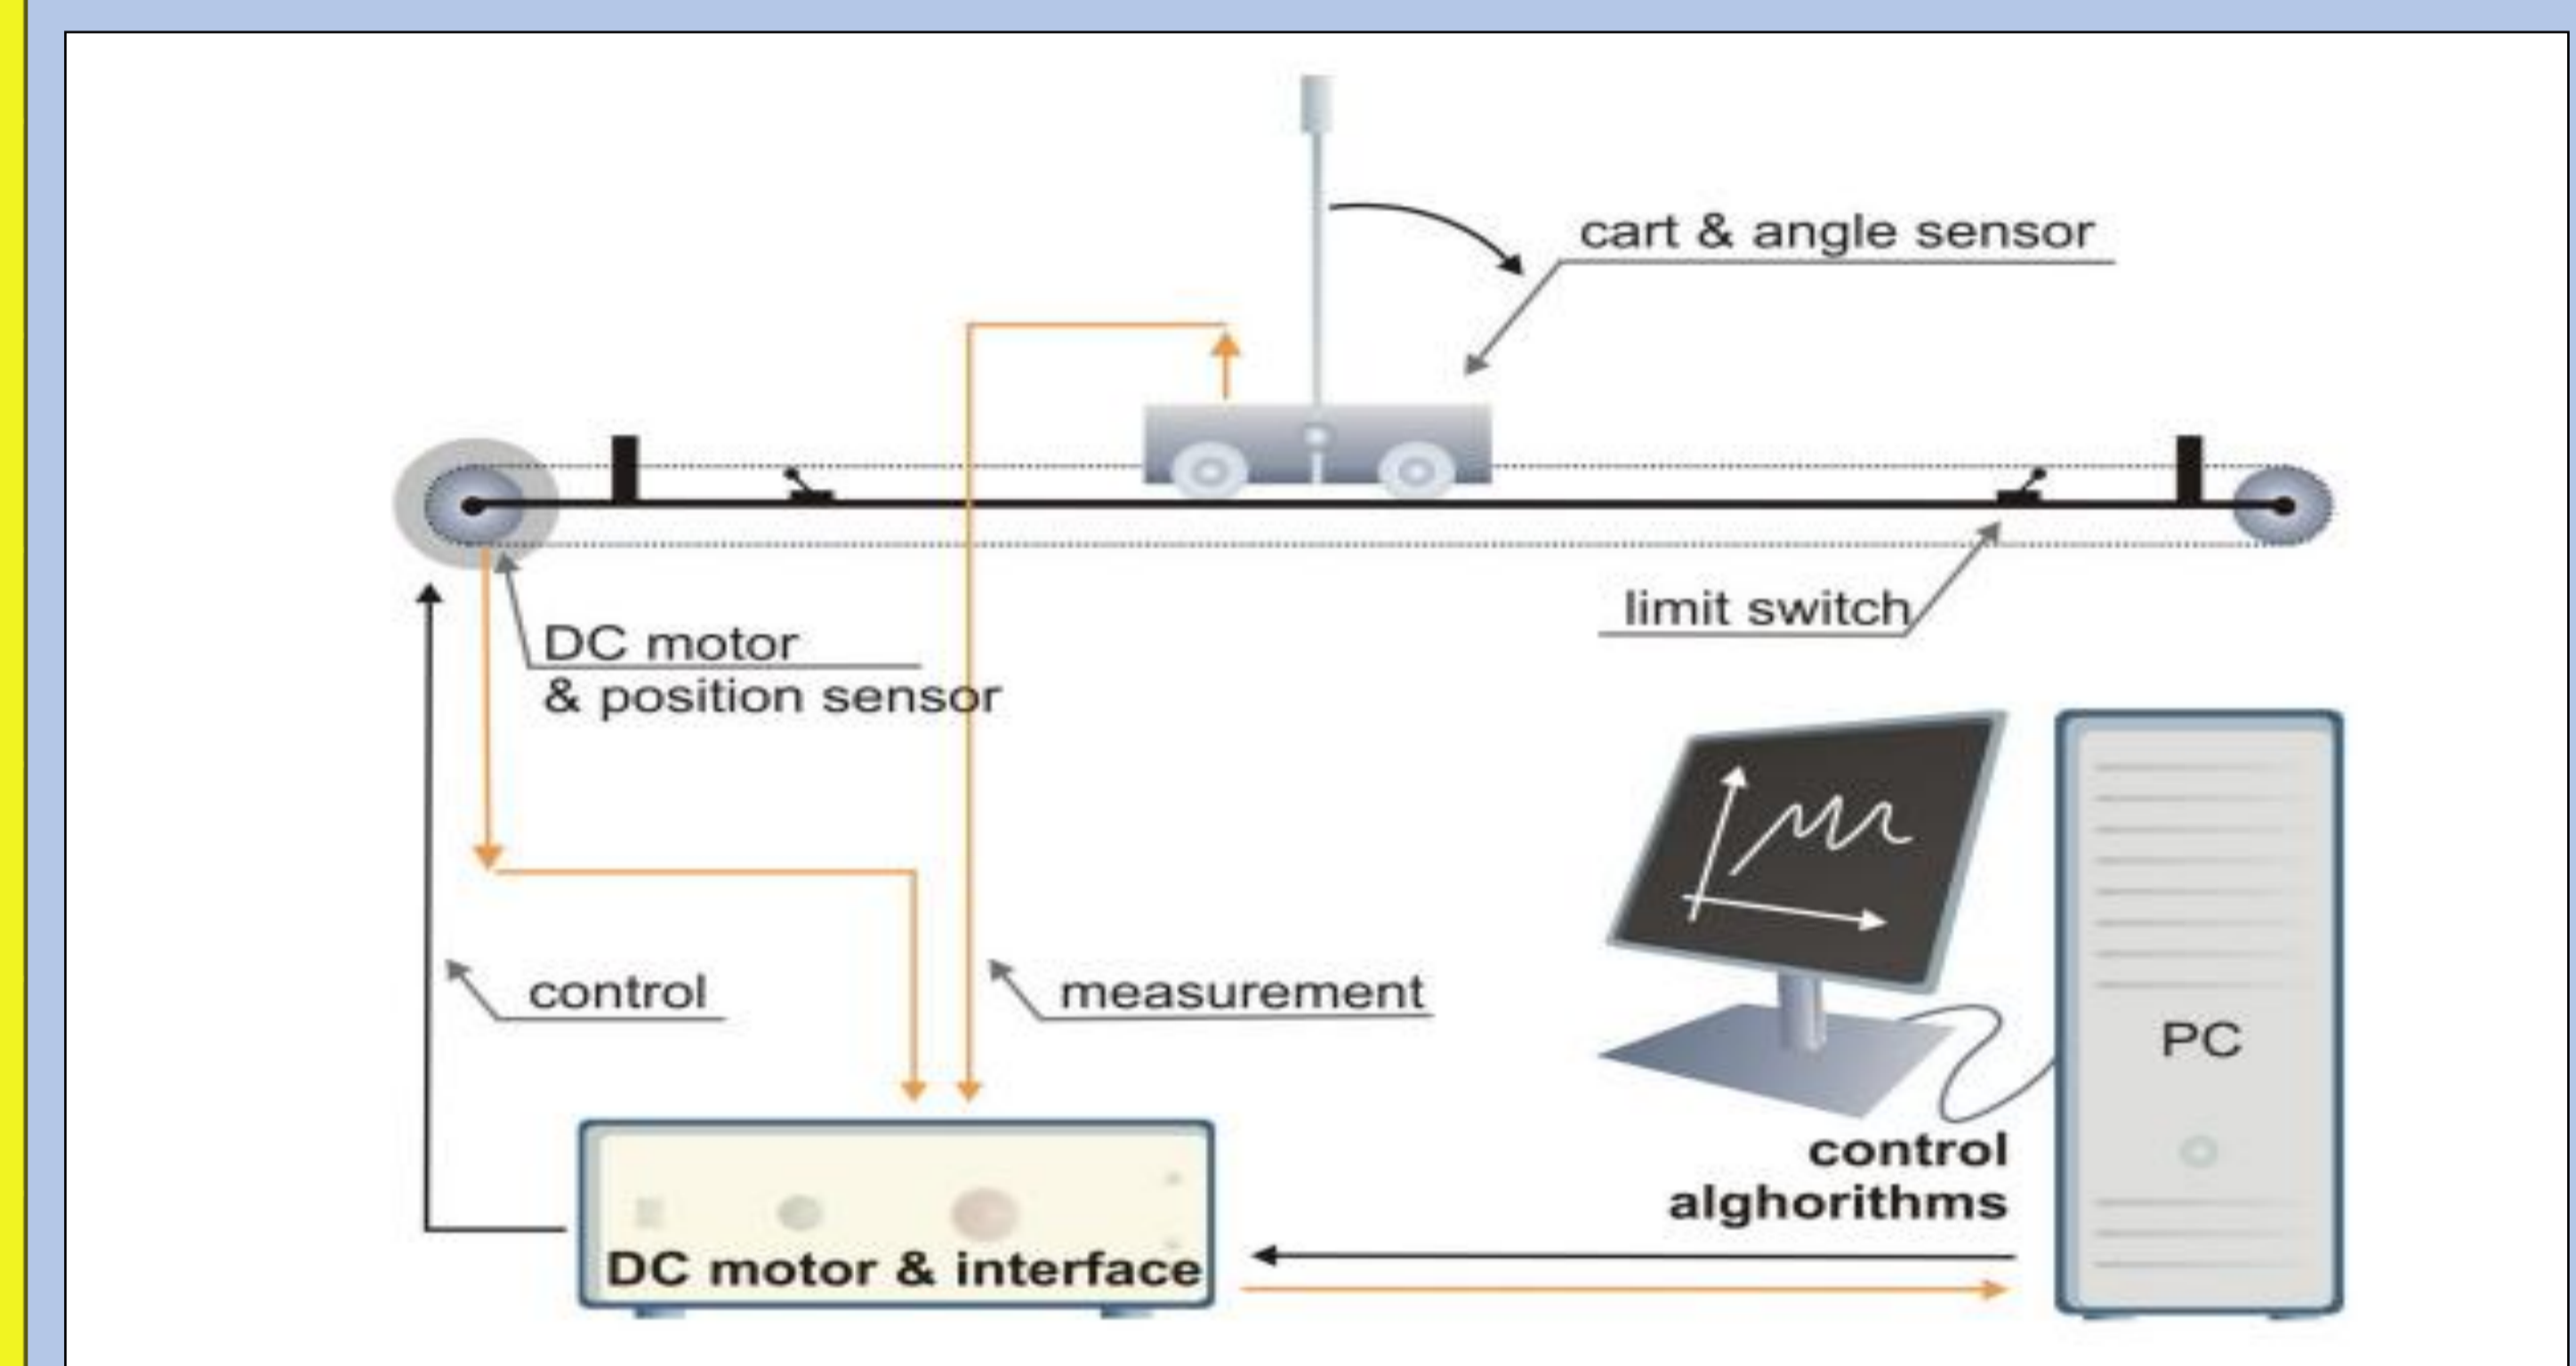 cart & angle sensor
limit switch
DC motor
& position sensor
control
measurement
PC
control
alghorithms
DC motor & interface